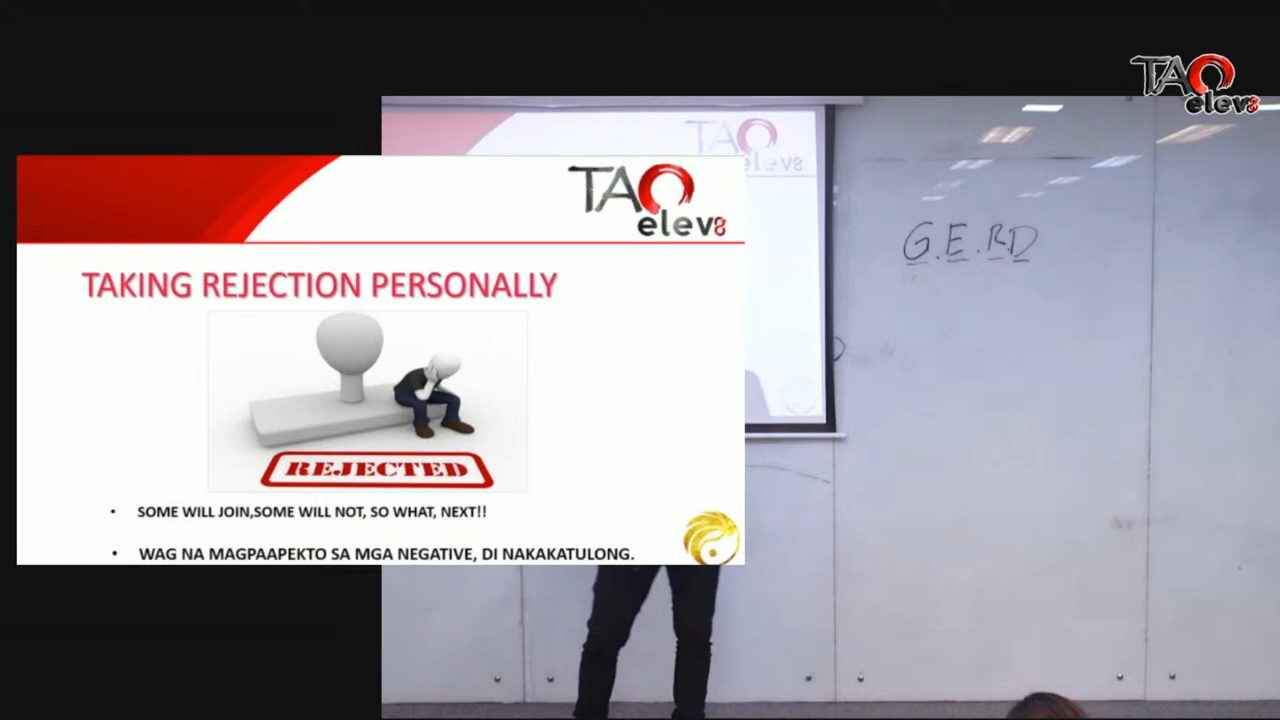 TAO
elev8
TAO
elev8
TAO
elev8
TAKING REJECTION PERSONALLY
REJECTED
• SOME WILL JOIN,SOME WILL NOT, SO WHAT, NEXT!!
• WAG NA MAGPAAPEKTO SA MGA NEGATIVE, DI NAKAKATULONG.
G.E.RD